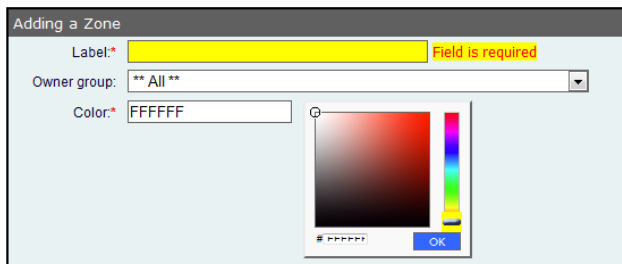 Adding a Zone
Label:* Field is required
Owner group: ** All **
Color:* FFFFFF
# FFFFFF
OK